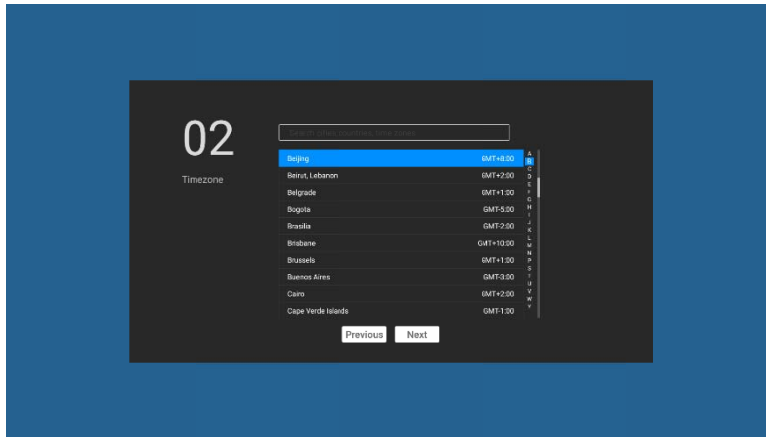 02
Timezone
Search cities, countries, time zones
Beijing GMT+8:00
Beirut, Lebanon GMT+2:00
Belgrade GMT+1:00
Bogota GMT-5:00
Brasilia GMT-2:00
Brisbane GMT+10:00
Brussels GMT+1:00
Buenos Aires GMT-3:00
Cairo GMT+2:00
Cape Verde Islands GMT-1:00
A
B
C
D
E
F
G
H
I
J
K
L
M
N
P
S
T
U
V
W
Y
Previous Next